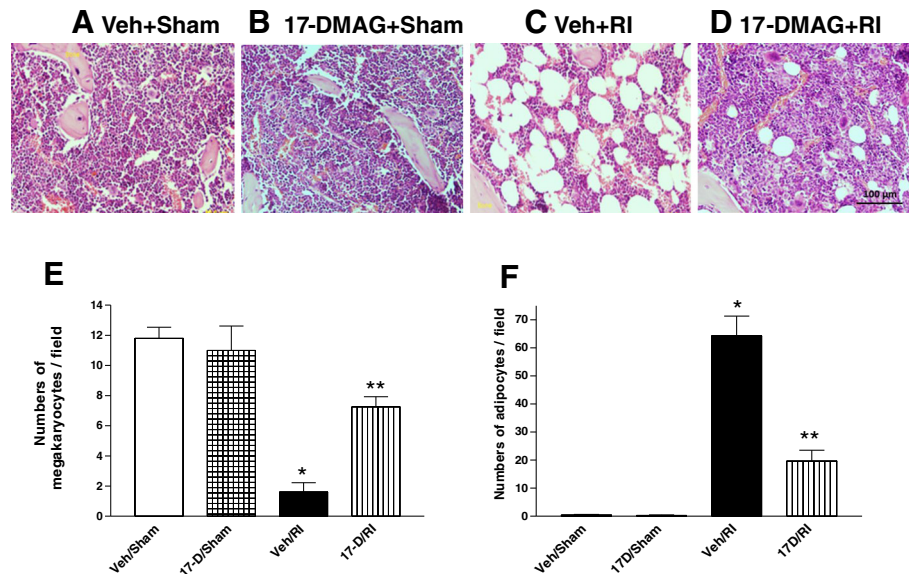 A Veh+Sham
B 17-DMAG+Sham
C Veh+RI
D 17-DMAG+RI
100 µm
E
Numbers of
megakaryocytes / field
14
12
10
8
6
4
2
0
*
**
Veh/Sham
17-D/Sham
Veh/RI
17-D/RI
F
Numbers of adipocytes / field
70
60
50
40
30
20
10
0
*
**
Veh/Sham
17D/Sham
Veh/RI
17D/RI